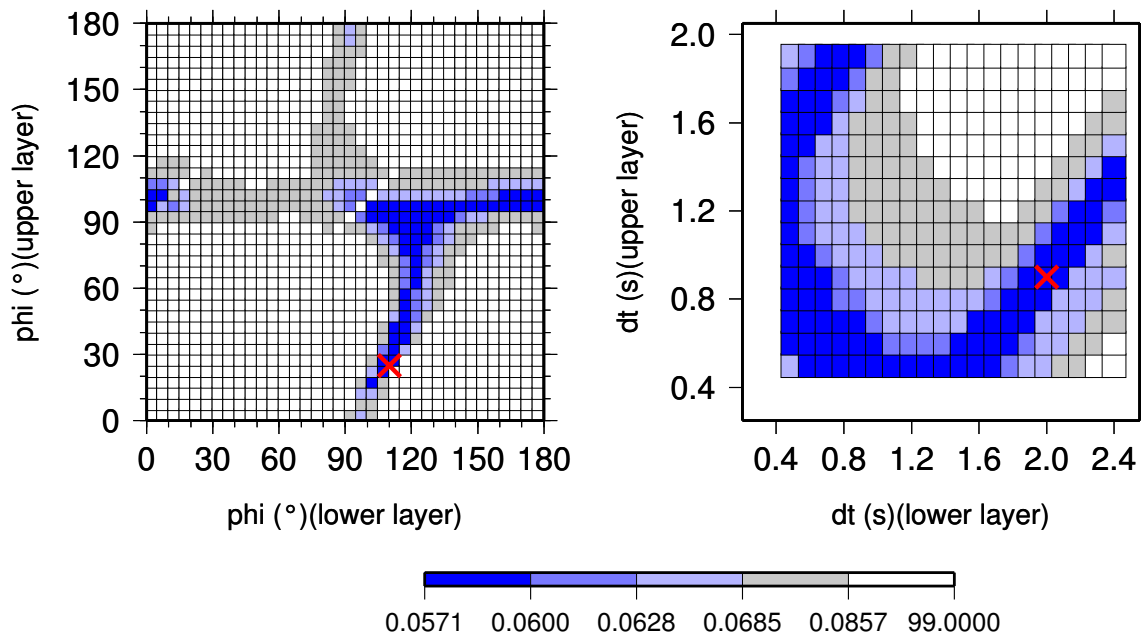 180
150
120
90
60
30
0
phi (°)(upper layer)
0 30 60 90 120 150 180
phi (°)(lower layer)
2.0
1.6
1.2
0.8
0.4
dt (s)(upper layer)
0.4 0.8 1.2 1.6 2.0 2.4
dt (s)(lower layer)
0.0571 0.0600 0.0628 0.0685 0.0857 99.0000